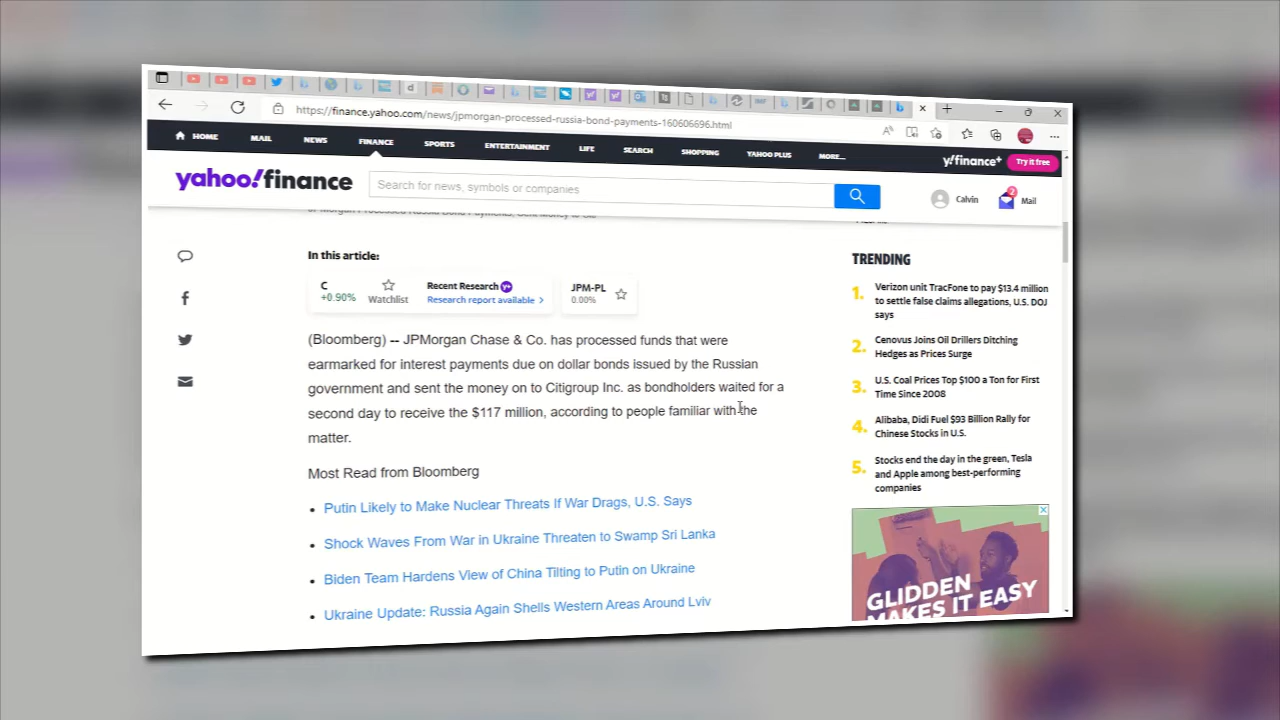 https://finance.yahoo.com/news/jpmorgan-processed-russia-bond-payments-160606696.html
HOME MAIL NEWS FINANCE SPORTS ENTERTAINMENT LIFE SEARCH SHOPPING YAHOO PLUS MORE...
y!finance+ Try it free
yahoo!finance
Search for news, symbols or companies
Calvin
2
Mail
JP Morgan Processed Russia Bond Payments, Sent Money to Citi
In this article:
C
+0.90%
Watchlist
Recent Research Y+
Research report available >
JPM-PL
0.00%
(Bloomberg) -- JPMorgan Chase & Co. has processed funds that were
earmarked for interest payments due on dollar bonds issued by the Russian
government and sent the money on to Citigroup Inc. as bondholders waited for a
second day to receive the $117 million, according to people familiar with the
matter.
Most Read from Bloomberg
• Putin Likely to Make Nuclear Threats If War Drags, U.S. Says
• Shock Waves From War in Ukraine Threaten to Swamp Sri Lanka
• Biden Team Hardens View of China Tilting to Putin on Ukraine
• Ukraine Update: Russia Again Shells Western Areas Around Lviv
TRENDING
1. Verizon unit TracFone to pay $13.4 million
to settle false claims allegations, U.S. DOJ
says
2. Cenovus Joins Oil Drillers Ditching
Hedges as Prices Surge
3. U.S. Coal Prices Top $100 a Ton for First
Time Since 2008
4. Alibaba, Didi Fuel $93 Billion Rally for
Chinese Stocks in U.S.
5. Stocks end the day in the green, Tesla
and Apple among best-performing
companies
GLIDDEN
MAKES IT EASY